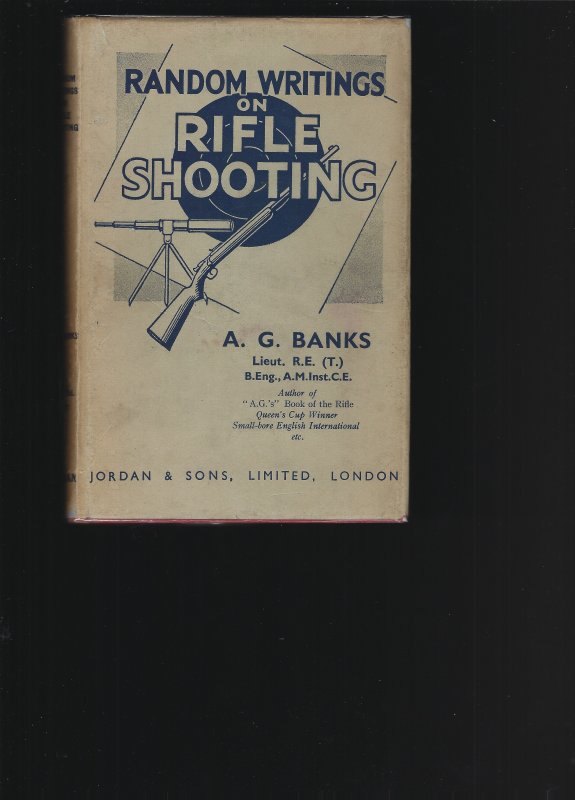 RANDOM WRITINGS
ON
RIFLE
SHOOTING
A. G. BANKS
Lieut. R.E. (T.)
B.Eng., A.M.Inst.C.E.
Author of
"A.G.'s" Book of the Rifle
Queen's Cup Winner
Small-bore English International
etc.
JORDAN & SONS, LIMITED, LONDON